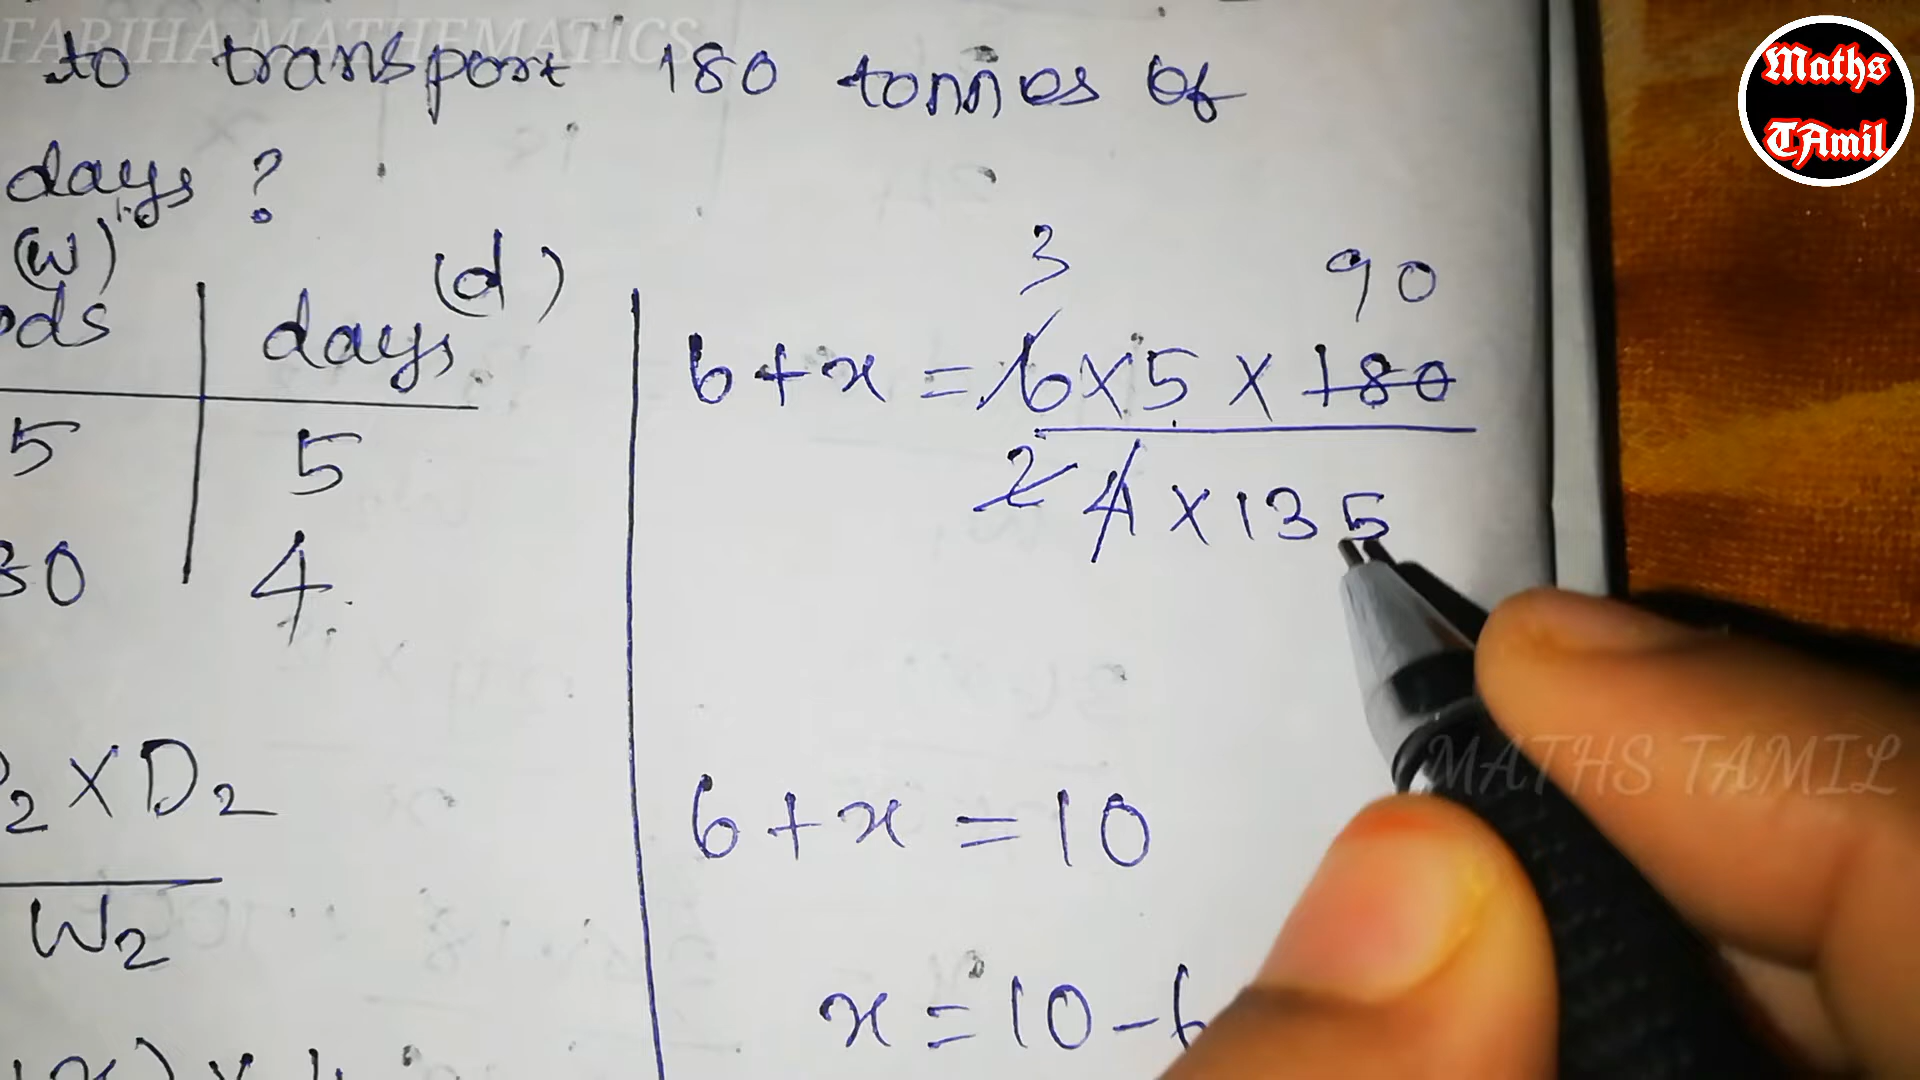 FARIHA MATHEMATICS
Maths
TAmil
to transport 180 tonnes of
days ?
(W) (d)
ods days
5 5
30 4
3 90
6+x = 6×5×180
2 4×135
2 × D2
W2
6+x = 10
x = 10-6
MATHS TAMIL